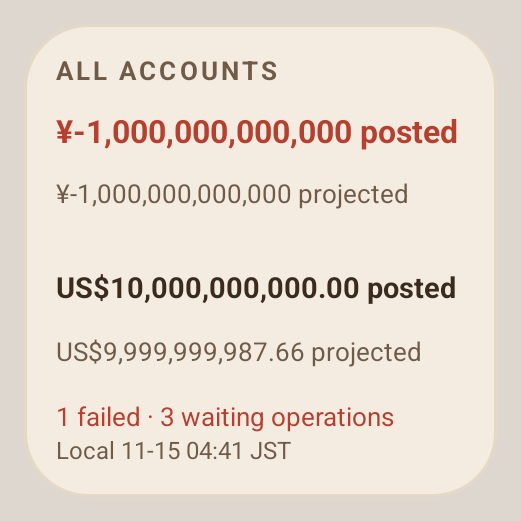 ALL ACCOUNTS
¥-1,000,000,000,000 posted
¥-1,000,000,000,000 projected
US$10,000,000,000.00 posted
US$9,999,999,987.66 projected
1 failed · 3 waiting operations
Local 11-15 04:41 JST